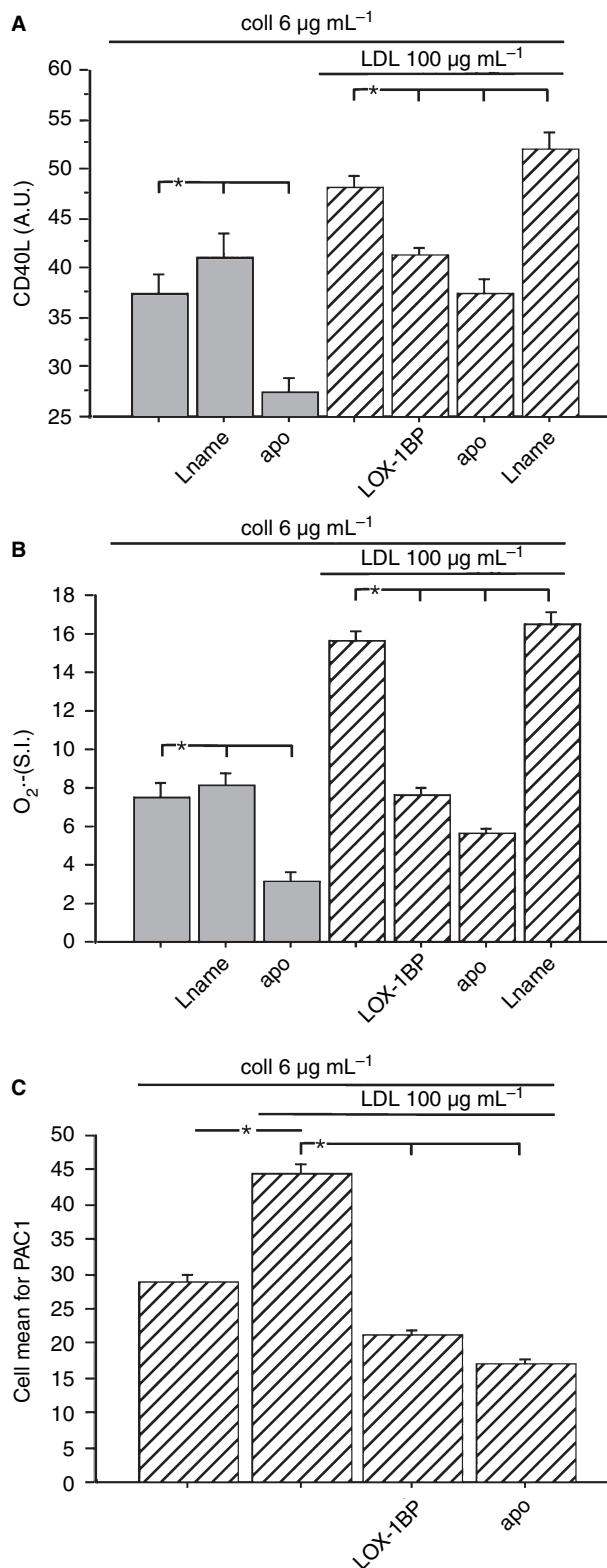 A
coll 6 µg mL⁻¹
LDL 100 µg mL⁻¹
*
*
CD40L (A.U.)
60
55
50
45
40
35
30
25
Lname
apo
LOX-1BP
apo
Lname
B
coll 6 µg mL⁻¹
LDL 100 µg mL⁻¹
*
*
O₂·-(S.I.)
18
16
14
12
10
8
6
4
2
0
Lname
apo
LOX-1BP
apo
Lname
C
coll 6 µg mL⁻¹
LDL 100 µg mL⁻¹
*
*
Cell mean for PAC1
50
45
40
35
30
25
20
15
10
5
0
LOX-1BP
apo